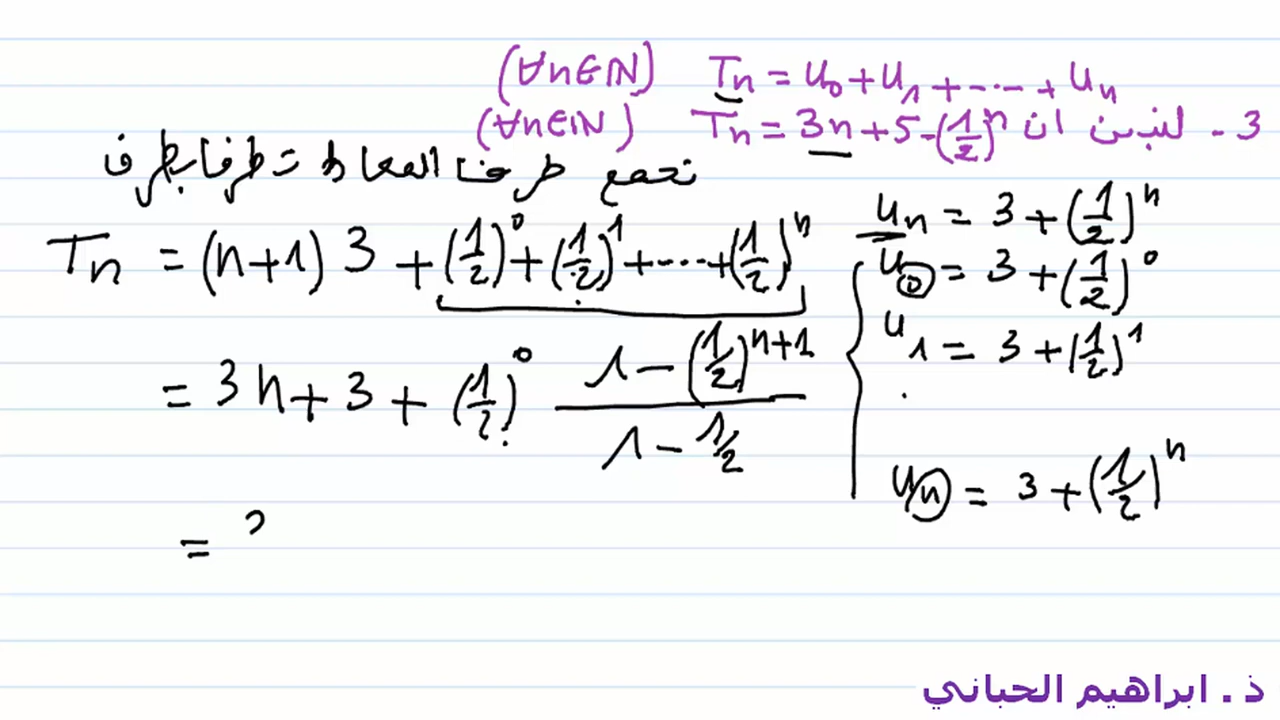 (∀n∈ℕ) Tn = u0 + u1 + ..... + un
3 - لنبين ان Tn = 3n + 5 - (1/2)^n (∀n∈ℕ)
نجمع طرفا المعادلات طرفا بطرف
un = 3 + (1/2)^n
u0 = 3 + (1/2)^0
u1 = 3 + (1/2)^1
.
un = 3 + (1/2)^n
Tn = (n+1) 3 + (1/2)^0 + (1/2)^1 + ..... + (1/2)^n
= 3n + 3 + (1/2)^0 (1 - (1/2)^(n+1)) / (1 - 1/2)
=
ذ . ابراهيم الحباني